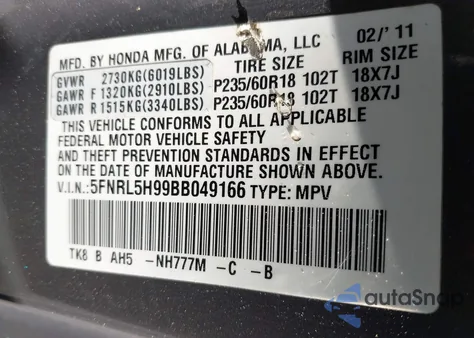 MFD. BY HONDA MFG. OF ALABAMA, LLC 02/' 11
TIRE SIZE RIM SIZE
GVWR 2730KG(6019LBS)
GAWR F 1320KG(2910LBS) P235/60R18 102T 18X7J
GAWR R 1515KG(3340LBS) P235/60R18 102T 18X7J
THIS VEHICLE CONFORMS TO ALL APPLICABLE
FEDERAL MOTOR VEHICLE SAFETY
AND THEFT PREVENTION STANDARDS IN EFFECT
ON THE DATE OF MANUFACTURE SHOWN ABOVE.
V.I.N.:5FNRL5H99BB049166 TYPE: MPV
TK8 B AH5 -NH777M -C -B
autaSnap